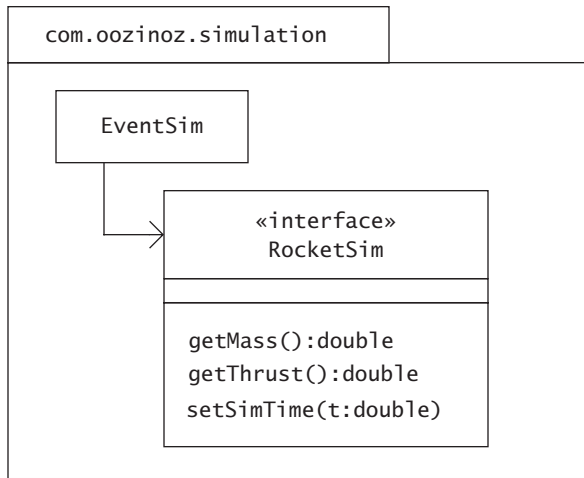 com.oozinoz.simulation
EventSim
«interface»
RocketSim
getMass():double
getThrust():double
setSimTime(t:double)